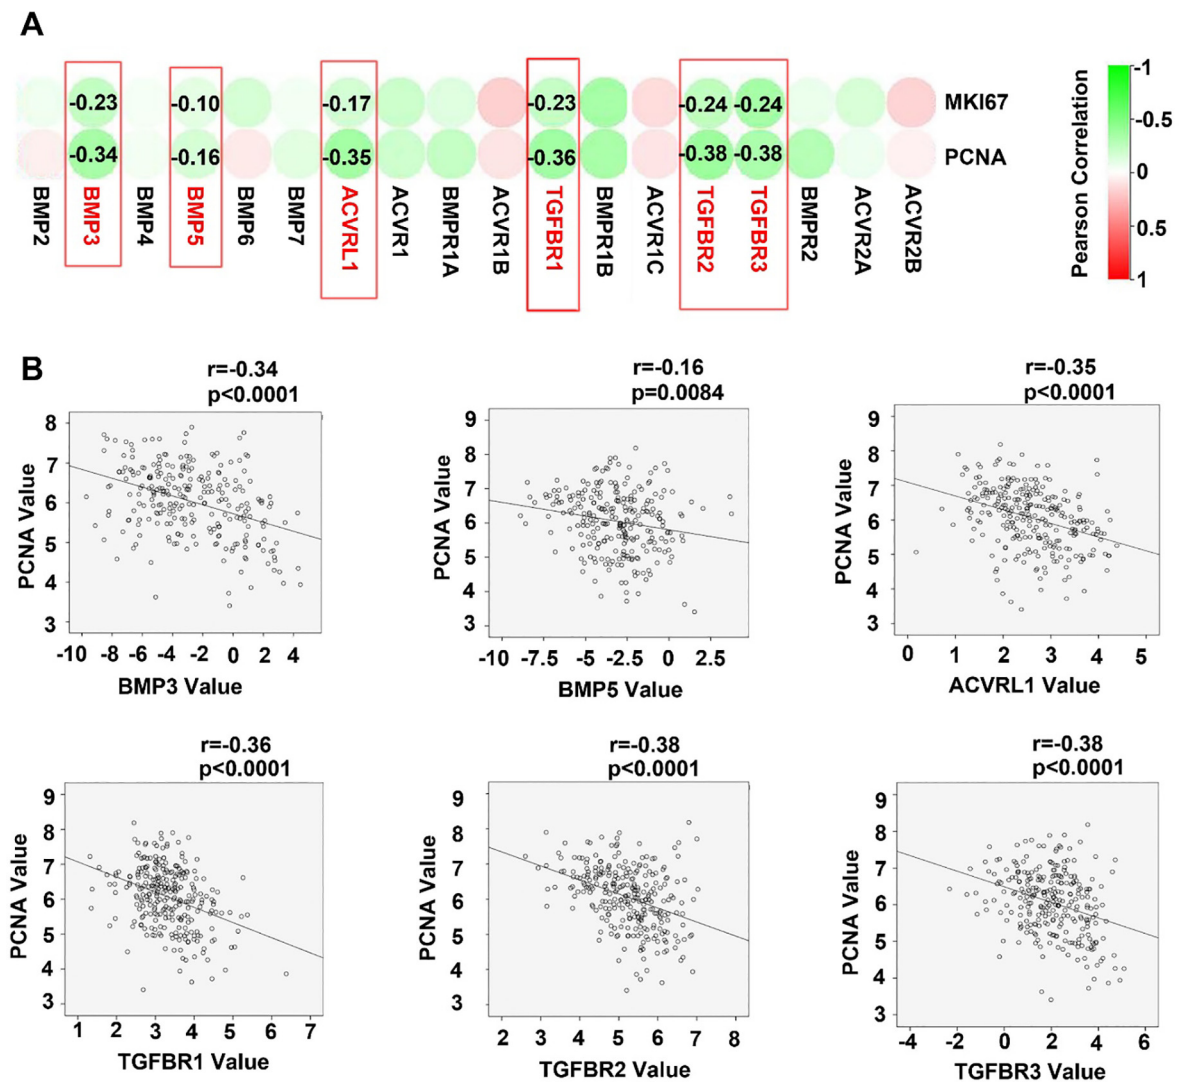 A
-0.23 -0.10 -0.17 -0.23 -0.24 -0.24 MKI67
-0.34 -0.16 -0.35 -0.36 -0.38 -0.38 PCNA
BMP2 BMP3 BMP4 BMP5 BMP6 BMP7 ACVRL1 ACVR1 BMPR1A ACVR1B TGFBR1 BMPR1B ACVR1C TGFBR2 TGFBR3 BMPR2 ACVR2A ACVR2B
Pearson Correlation
-1
-0.5
0
0.5
1
B
r=-0.34
p<0.0001
PCNA Value
8
7
6
5
4
3
-10 -8 -6 -4 -2 0 2 4
BMP3 Value
r=-0.16
p=0.0084
PCNA Value
9
8
7
6
5
4
3
-10 -7.5 -5 -2.5 0 2.5
BMP5 Value
r=-0.35
p<0.0001
PCNA Value
9
8
7
6
5
4
3
0 1 2 3 4 5
ACVRL1 Value
r=-0.36
p<0.0001
PCNA Value
9
8
7
6
5
4
3
1 2 3 4 5 6 7
TGFBR1 Value
r=-0.38
p<0.0001
PCNA Value
9
8
7
6
5
4
3
2 3 4 5 6 7 8
TGFBR2 Value
r=-0.38
p<0.0001
PCNA Value
9
8
7
6
5
4
3
-4 -2 0 2 4 6
TGFBR3 Value